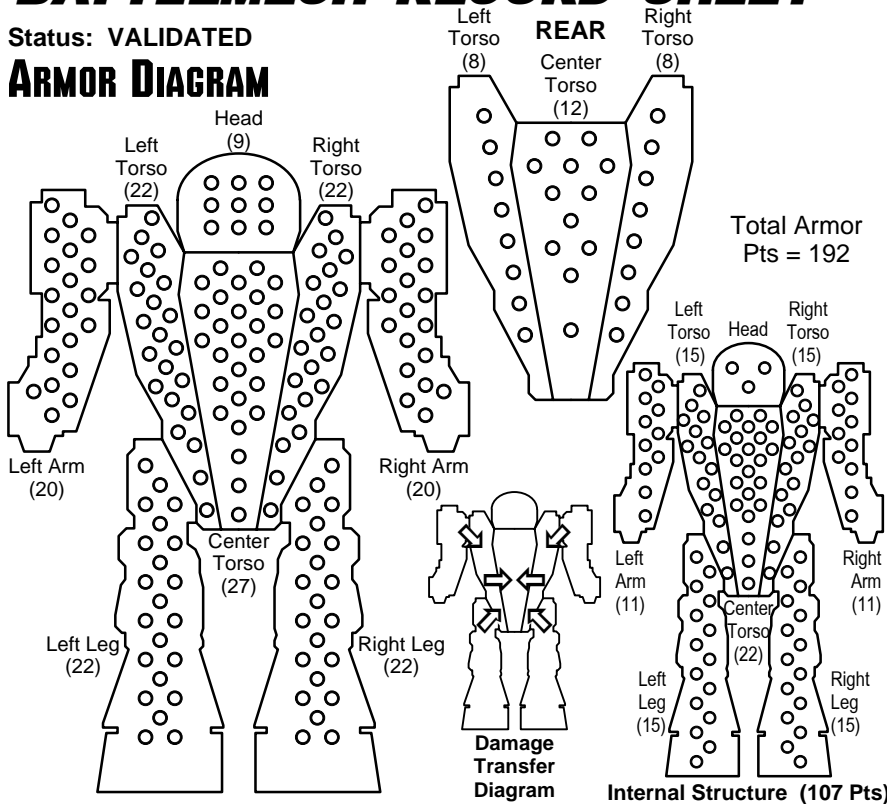 BATTLEMECH RECORD SHEET
Status: VALIDATED
ARMOR DIAGRAM
Head
(9)
Left
Torso
(22)
Right
Torso
(22)
Left Arm
(20)
Right Arm
(20)
Center
Torso
(27)
Left Leg
(22)
Right Leg
(22)
REAR
Left
Torso
(8)
Center
Torso
(12)
Right
Torso
(8)
Total Armor
Pts = 192
Left
Torso
(15)
Head
Right
Torso
(15)
Left
Arm
(11)
Right
Arm
(11)
Center
Torso
(22)
Left
Leg
(15)
Right
Leg
(15)
Damage
Transfer
Diagram
Internal Structure (107 Pts)